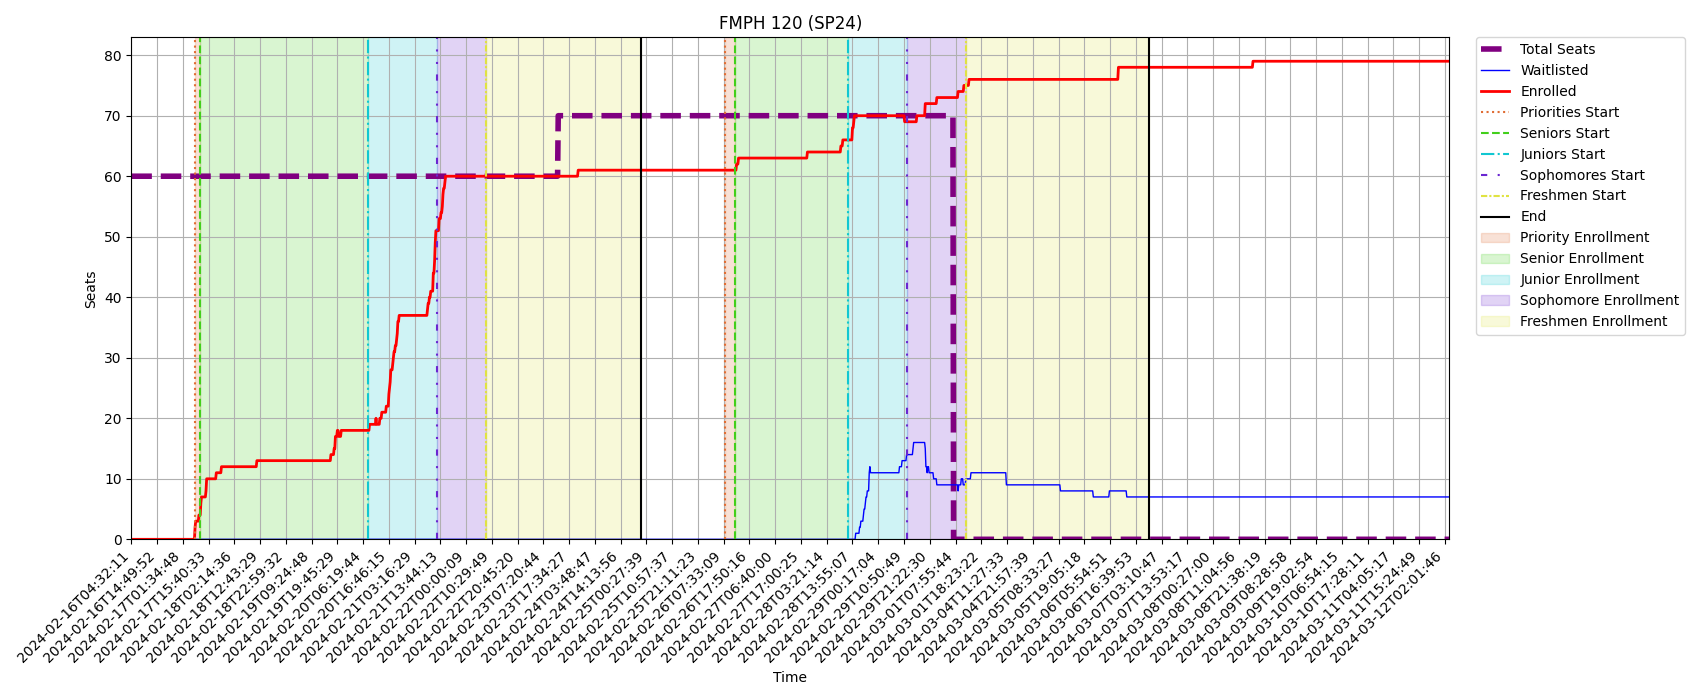 FMPH 120 (SP24)
Seats
80
70
60
50
40
30
20
10
0
2024-02-16T04:32:11
2024-02-16T14:49:52
2024-02-17T01:34:48
2024-02-17T15:40:33
2024-02-18T02:14:36
2024-02-18T12:43:29
2024-02-18T22:59:32
2024-02-19T09:24:48
2024-02-19T19:45:29
2024-02-20T06:19:44
2024-02-20T16:46:15
2024-02-21T03:16:29
2024-02-21T13:44:13
2024-02-22T00:00:09
2024-02-22T10:29:49
2024-02-22T20:45:20
2024-02-23T07:20:44
2024-02-23T17:34:27
2024-02-24T03:48:47
2024-02-24T14:13:56
2024-02-25T00:27:39
2024-02-25T10:57:37
2024-02-25T21:11:23
2024-02-26T07:33:09
2024-02-26T17:50:16
2024-02-27T06:40:00
2024-02-27T17:00:25
2024-02-28T03:21:14
2024-02-28T13:55:07
2024-02-29T00:17:04
2024-02-29T10:50:49
2024-02-29T21:22:30
2024-03-01T07:55:44
2024-03-01T18:23:22
2024-03-04T11:27:33
2024-03-04T21:57:39
2024-03-05T08:33:27
2024-03-05T19:05:18
2024-03-06T05:54:51
2024-03-06T16:39:53
2024-03-07T03:10:47
2024-03-07T13:53:17
2024-03-08T00:27:00
2024-03-08T11:04:56
2024-03-08T21:38:19
2024-03-09T08:28:58
2024-03-09T19:02:54
2024-03-10T06:54:15
2024-03-10T17:28:11
2024-03-11T04:05:17
2024-03-11T15:24:49
2024-03-12T02:01:46
Time
Total Seats
Waitlisted
Enrolled
Priorities Start
Seniors Start
Juniors Start
Sophomores Start
Freshmen Start
End
Priority Enrollment
Senior Enrollment
Junior Enrollment
Sophomore Enrollment
Freshmen Enrollment